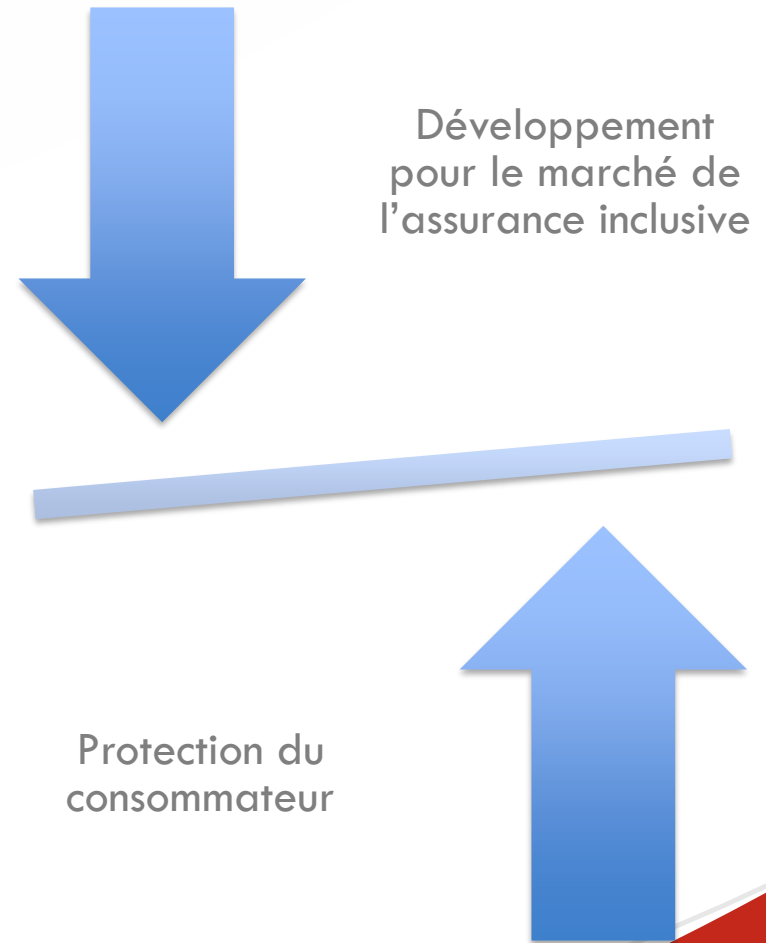 Développement
pour le marché de
l’assurance inclusive
Protection du
consommateur